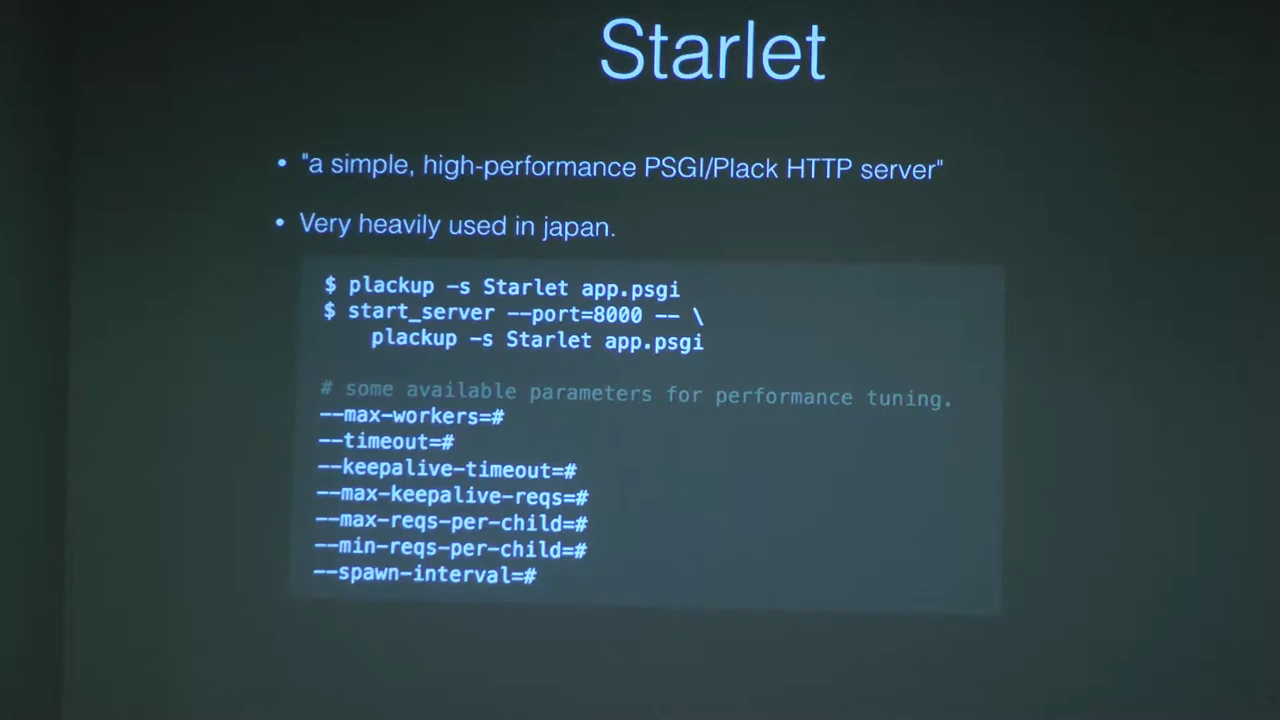 Starlet
• "a simple, high-performance PSGI/Plack HTTP server"
• Very heavily used in japan.
$ plackup -s Starlet app.psgi
$ start_server --port=8000 -- \
plackup -s Starlet app.psgi
# some available parameters for performance tuning.
--max-workers=#
--timeout=#
--keepalive-timeout=#
--max-keepalive-reqs=#
--max-reqs-per-child=#
--min-reqs-per-child=#
--spawn-interval=#